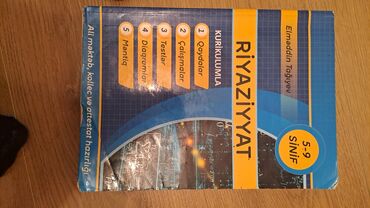 Elməddin Tağıyev
RİYAZİYYAT
5-9
SİNİF
KURİKULUMLA
1 Qaydalar
2 Çalışmalar
3 Testlər
4 Diaqramlar
5 Məntiq
Ali məktəb, kollec və attestat hazırlığı